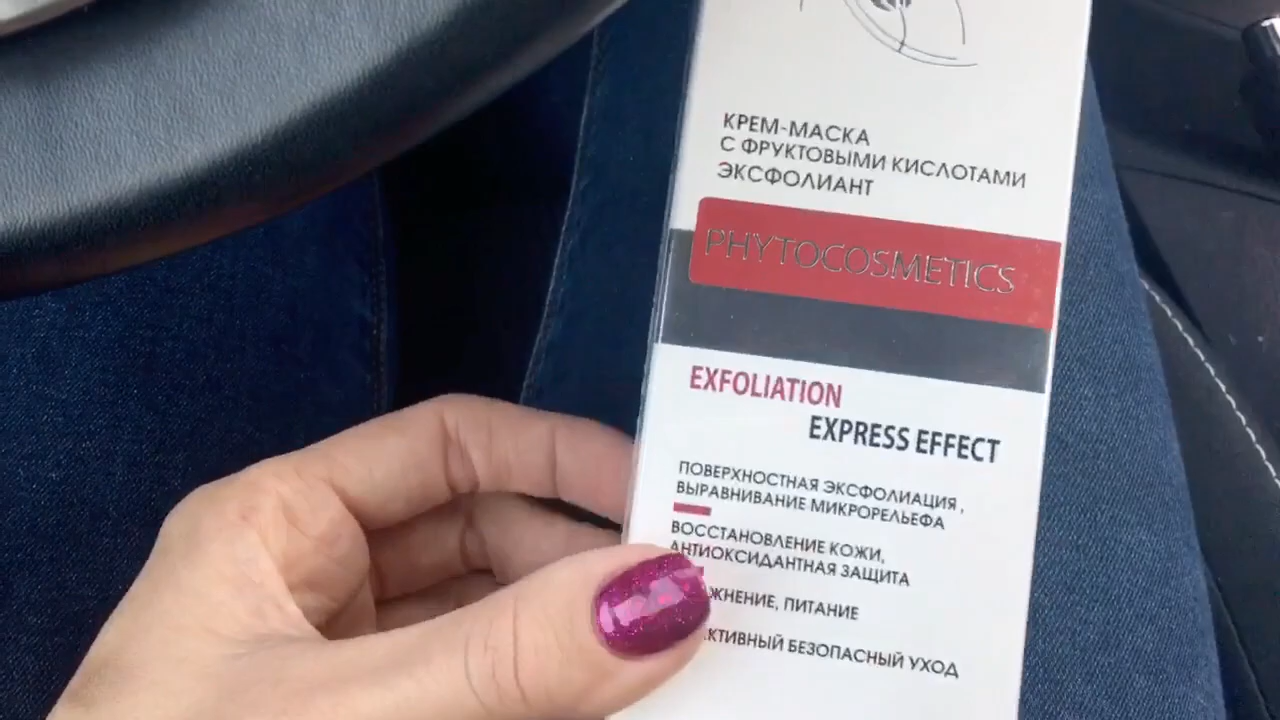 КРЕМ-МАСКА
С ФРУКТОВЫМИ КИСЛОТАМИ
ЭКСФОЛИАНТ
PHYTOCOSMETICS
EXFOLIATION
EXPRESS EFFECT
ПОВЕРХНОСТНАЯ ЭКСФОЛИАЦИЯ,
ВЫРАВНИВАНИЕ МИКРОРЕЛЬЕФА
ВОССТАНОВЛЕНИЕ КОЖИ,
АНТИОКСИДАНТНАЯ ЗАЩИТА
ПИТАНИЕ
БЕЗОПАСНЫЙ УХОД